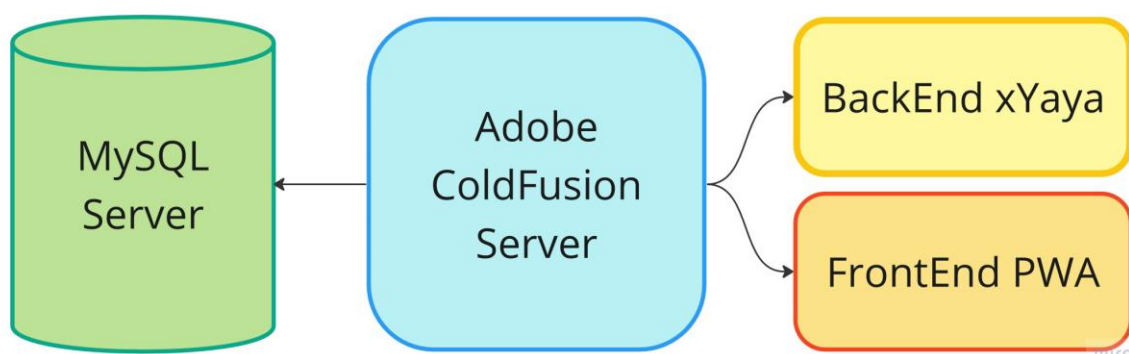 MySQL
Server
Adobe
ColdFusion
Server
BackEnd xYaya
FrontEnd PWA